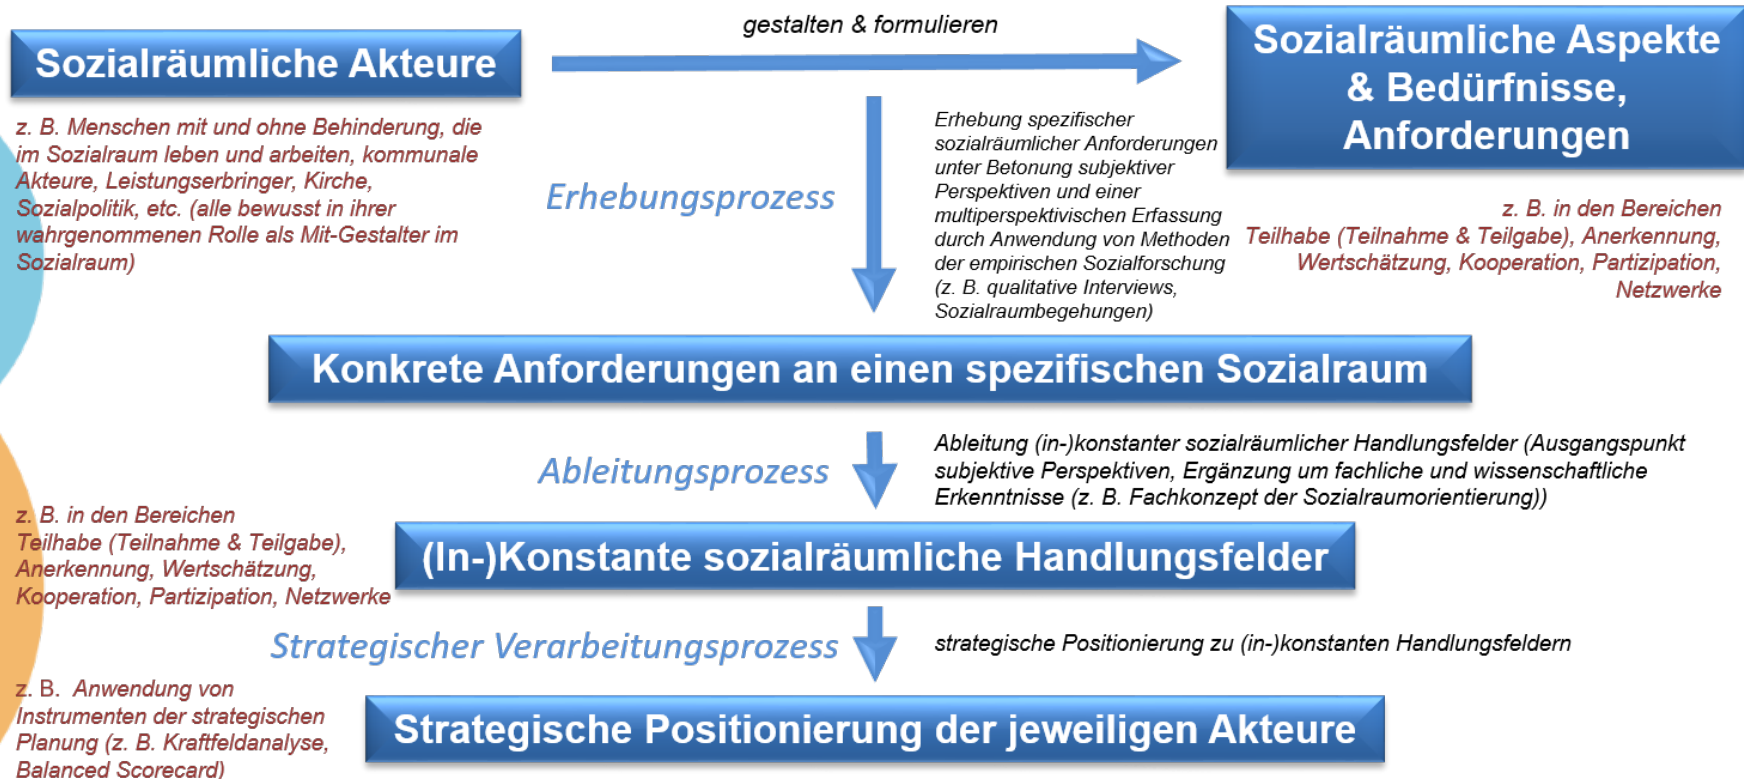 gestalten & formulieren
Sozialräumliche Akteure
Sozialräumliche Aspekte
& Bedürfnisse,
Anforderungen
z. B. Menschen mit und ohne Behinderung, die
im Sozialraum leben und arbeiten, kommunale
Akteure, Leistungserbringer, Kirche,
Sozialpolitik, etc. (alle bewusst in ihrer
wahrgenommenen Rolle als Mit-Gestalter im
Sozialraum)
Erhebungsprozess
Erhebung spezifischer
sozialräumlicher Anforderungen
unter Betonung subjektiver
Perspektiven und einer
multiperspektivischen Erfassung
durch Anwendung von Methoden
der empirischen Sozialforschung
(z. B. qualitative Interviews,
Sozialraumbegehungen)
z. B. in den Bereichen
Teilhabe (Teilnahme & Teilgabe), Anerkennung,
Wertschätzung, Kooperation, Partizipation,
Netzwerke
Konkrete Anforderungen an einen spezifischen Sozialraum
Ableitungsprozess
Ableitung (in-)konstanter sozialräumlicher Handlungsfelder (Ausgangspunkt
subjektive Perspektiven, Ergänzung um fachliche und wissenschaftliche
Erkenntnisse (z. B. Fachkonzept der Sozialraumorientierung))
z. B. in den Bereichen
Teilhabe (Teilnahme & Teilgabe),
Anerkennung, Wertschätzung,
Kooperation, Partizipation, Netzwerke
(In-)Konstante sozialräumliche Handlungsfelder
Strategischer Verarbeitungsprozess
strategische Positionierung zu (in-)konstanten Handlungsfeldern
z. B. Anwendung von
Instrumenten der strategischen
Planung (z. B. Kraftfeldanalyse,
Balanced Scorecard)
Strategische Positionierung der jeweiligen Akteure